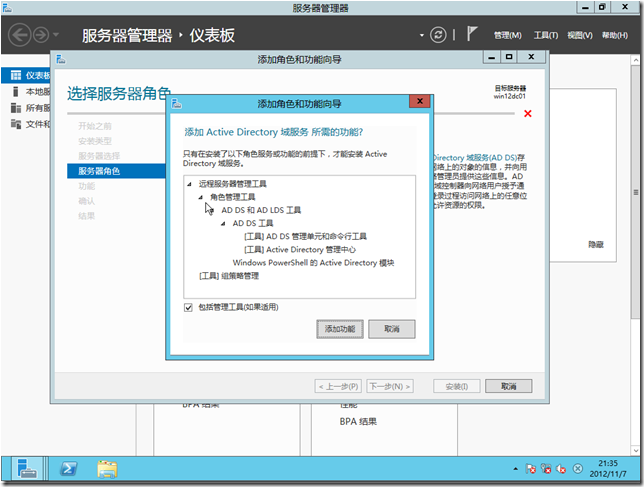 服务器管理器
服务器管理器 · 仪表板
管理(M) 工具(T) 视图(V) 帮助(H)
仪表板
本地服
所有服
文件和
添加角色和功能向导
选择服务器角色
目标服务器
win12dc01
开始之前
安装类型
服务器选择
服务器角色
功能
确认
结果
Directory 域服务(AD DS)存
网络上的对象的信息，并向用
管理员提供这些信息。AD
域控制器向网络用户授予通
登录过程访问网络上的任意位
允许资源的权限。
隐藏
添加角色和功能向导
添加 Active Directory 域服务 所需的功能?
只有在安装了以下角色服务或功能的前提下，才能安装 Active
Directory 域服务。
远程服务器管理工具
角色管理工具
AD DS 和 AD LDS 工具
AD DS 工具
[工具] AD DS 管理单元和命令行工具
[工具] Active Directory 管理中心
Windows PowerShell 的 Active Directory 模块
[工具] 组策略管理
包括管理工具(如果适用)
添加功能 取消
< 上一步(P) 下一步(N) > 安装(I) 取消
BPA 结果
性能
BPA 结果
21:35
2012/11/7